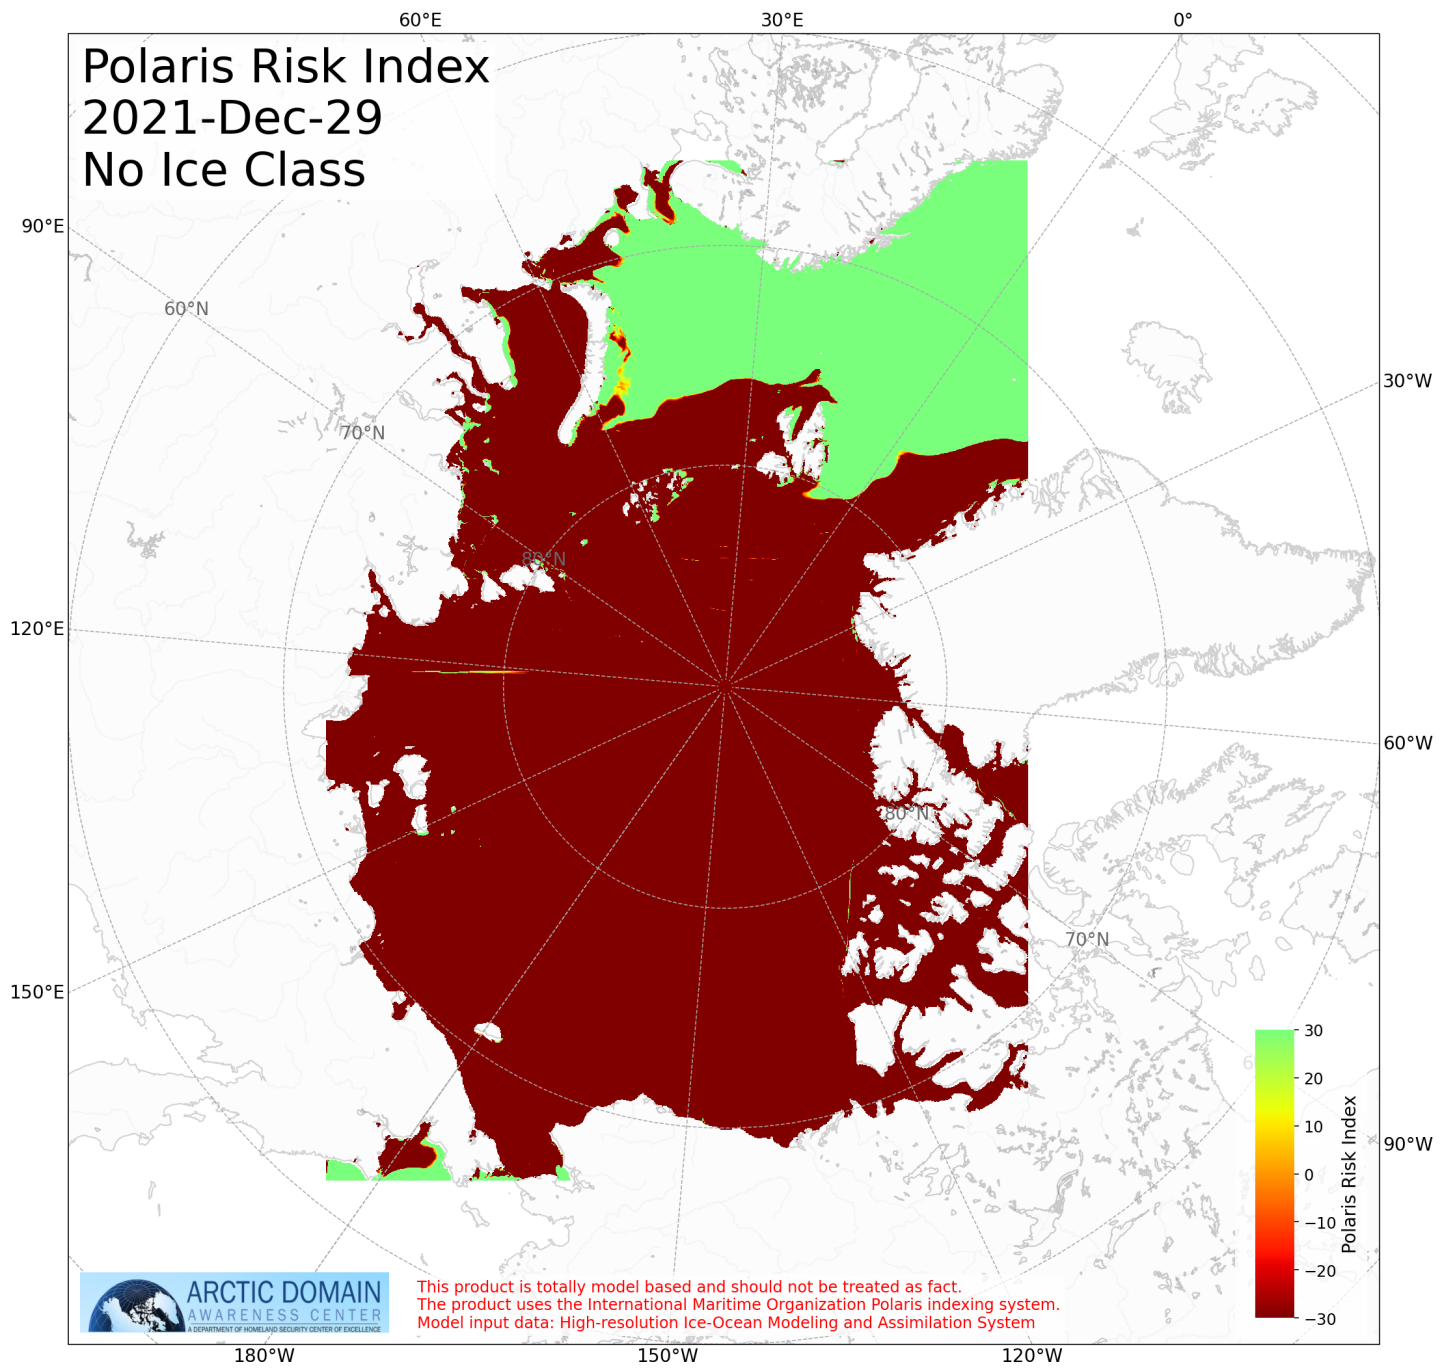 60°E
30°E
0°
Polaris Risk Index
2021-Dec-29
No Ice Class
90°E
60°N
30°W
70°N
80°N
120°E
60°W
80°N
70°N
150°E
30
20
10
0
−10
−20
−30
Polaris Risk Index
90°W
ARCTIC DOMAIN
AWARENESS CENTER
A DEPARTMENT OF HOMELAND SECURITY CENTER OF EXCELLENCE
This product is totally model based and should not be treated as fact.
The product uses the International Maritime Organization Polaris indexing system.
Model input data: High-resolution Ice-Ocean Modeling and Assimilation System
180°W
150°W
120°W